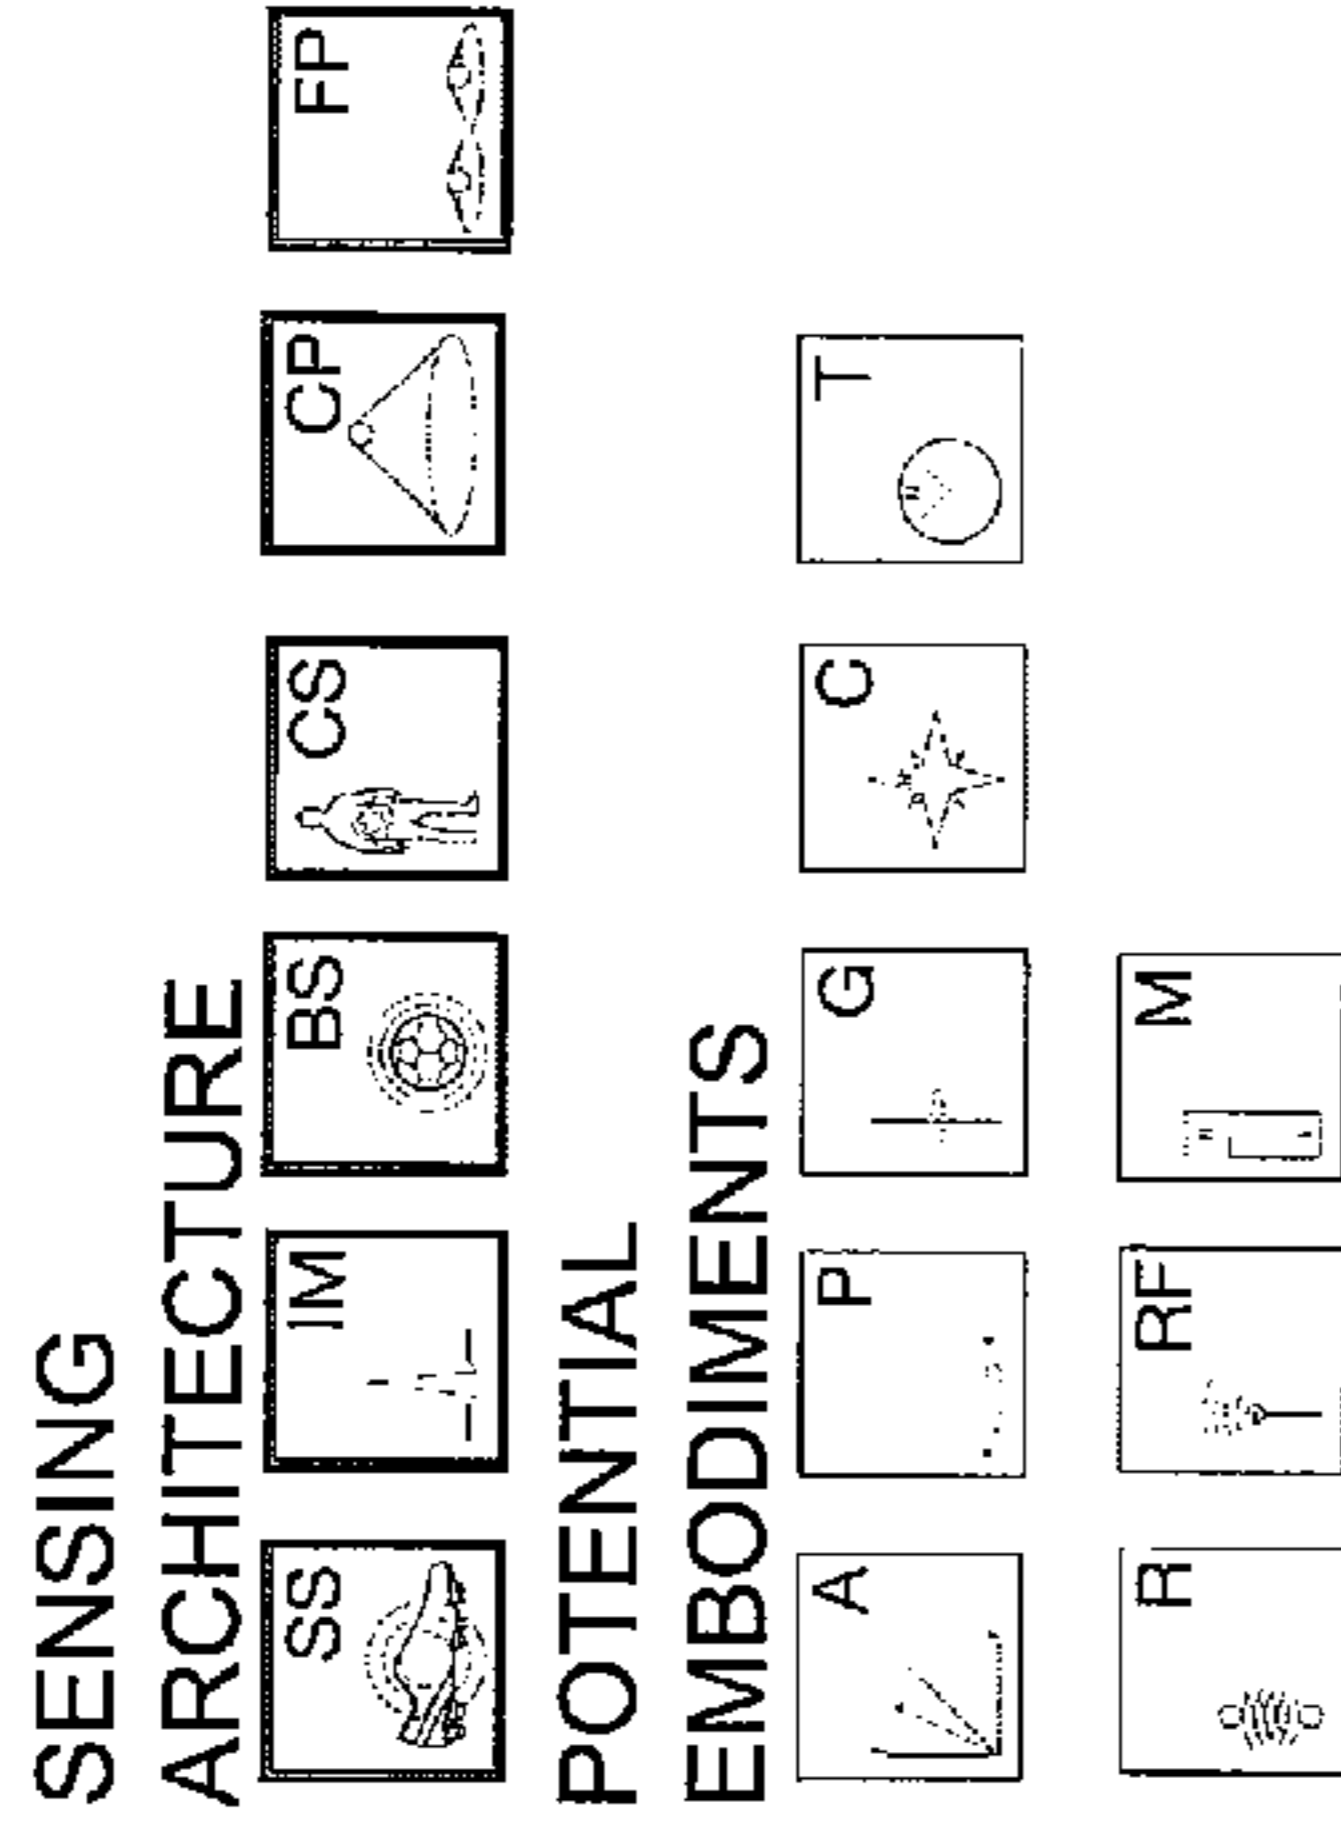 SENSING
ARCHITECTURE
SS IM BS CS CP FP
POTENTIAL
EMBODIMENTS
A P G C T
R RF M